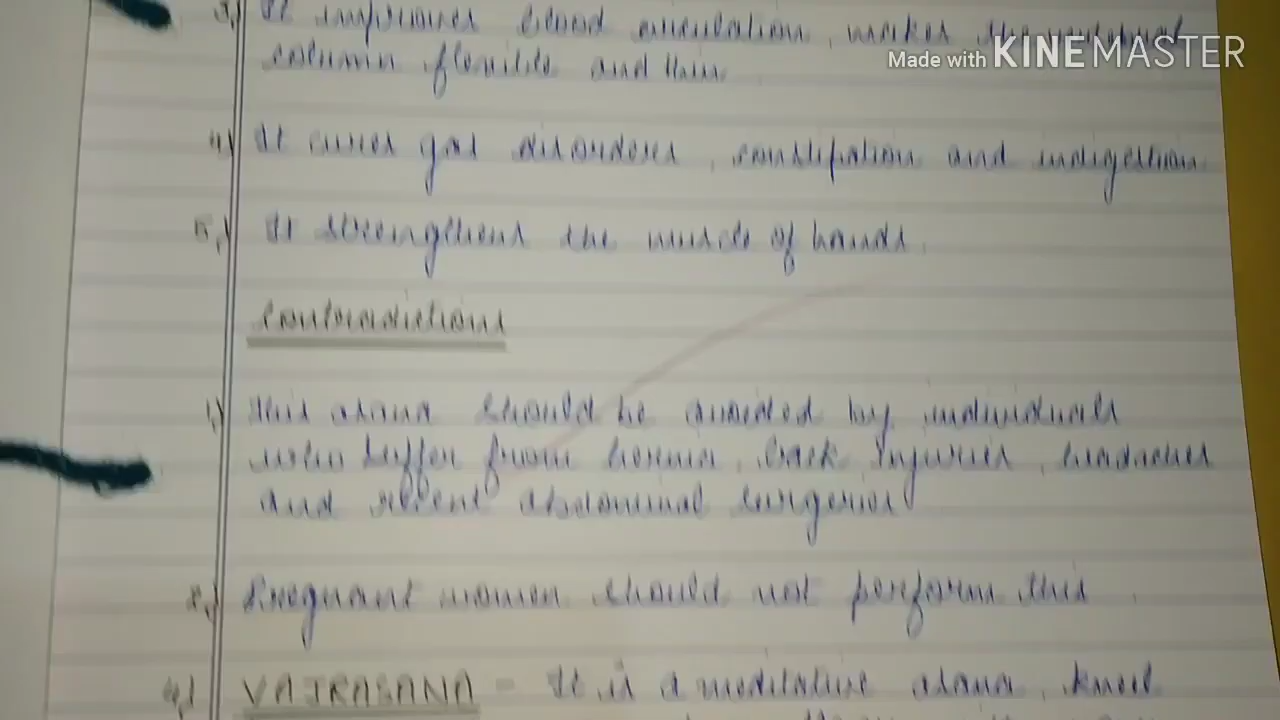 3.) It improves blood circulation, makes the vertebral
Made with KINEMASTER
column flexible and thin
4.) It cures gas disorders, constipation and indigestion
5.) It strengthens the muscle of hands.
Contradictions
1.) This asana should be avoided by individuals
who suffer from hernia, back injuries, headaches
and recent abdominal surgeries
2.) Pregnant women should not perform this.
4.) VAJRASANA - It is a meditative asana, kneel